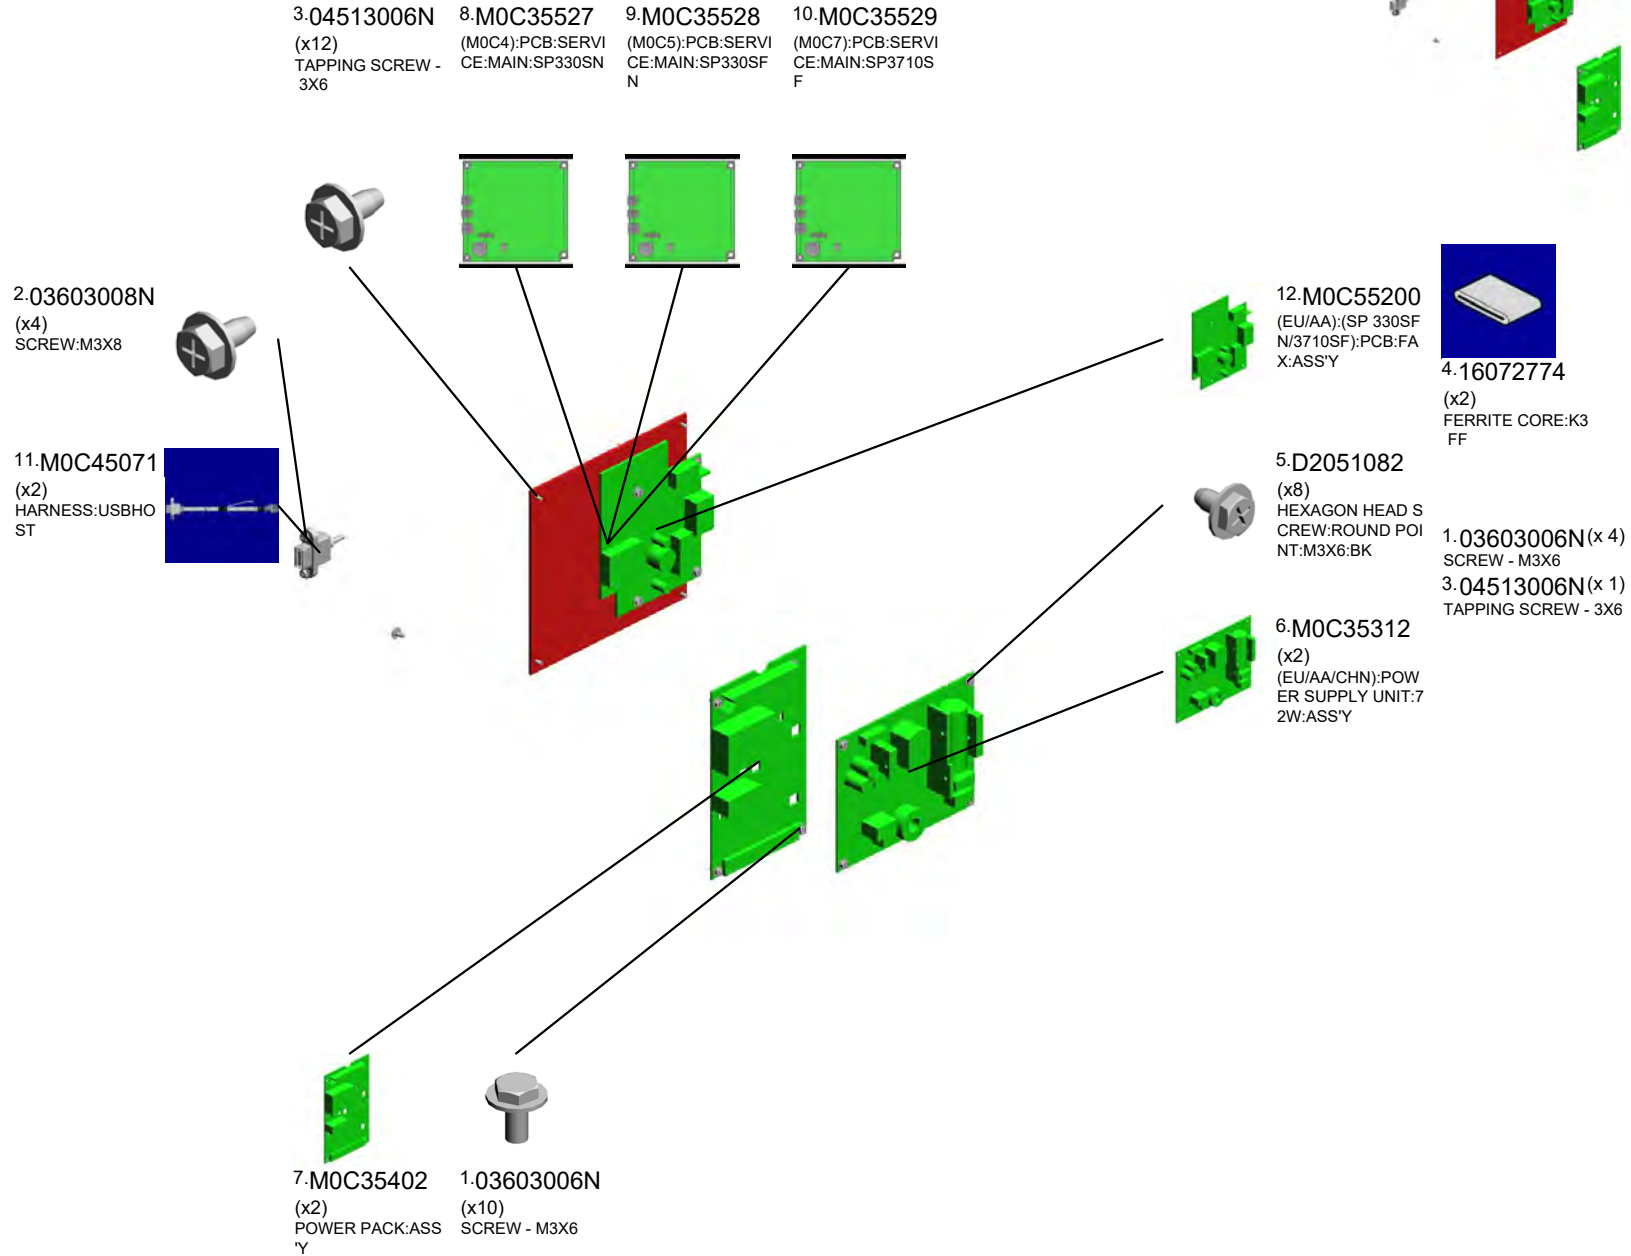 3.04513006N
(x12)
TAPPING SCREW -
3X6
8.M0C35527
(M0C4):PCB:SERVI
CE:MAIN:SP330SN
9.M0C35528
(M0C5):PCB:SERVI
CE:MAIN:SP330SF
N
10.M0C35529
(M0C7):PCB:SERVI
CE:MAIN:SP3710S
F
2.03603008N
(x4)
SCREW:M3X8
12.M0C55200
(EU/AA):(SP 330SF
N/3710SF):PCB:FA
X:ASS'Y
4.16072774
(x2)
FERRITE CORE:K3
FF
11.M0C45071
(x2)
HARNESS:USBHO
ST
5.D2051082
(x8)
HEXAGON HEAD S
CREW:ROUND POI
NT:M3X6:BK
1.03603006N(x 4)
SCREW - M3X6
3.04513006N(x 1)
TAPPING SCREW - 3X6
6.M0C35312
(x2)
(EU/AA/CHN):POW
ER SUPPLY UNIT:7
2W:ASS'Y
7.M0C35402
(x2)
POWER PACK:ASS
'Y
1.03603006N
(x10)
SCREW - M3X6